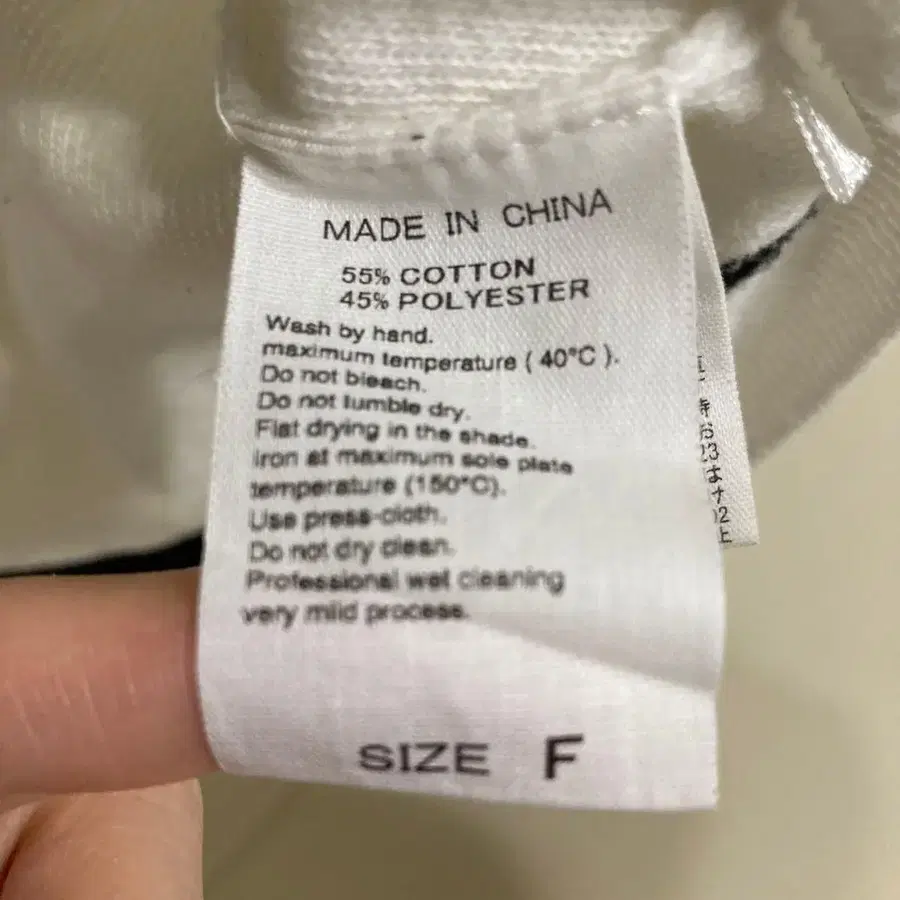 MADE IN CHINA
55% COTTON
45% POLYESTER
Wash by hand.
maximum temperature ( 40°C ).
Do not bleach.
Do not tumble dry.
Flat drying in the shade.
Iron at maximum sole plate
temperature (150°C).
Use press-cloth.
Do not dry clean.
Professional wet cleaning
very mild process.
SIZE F